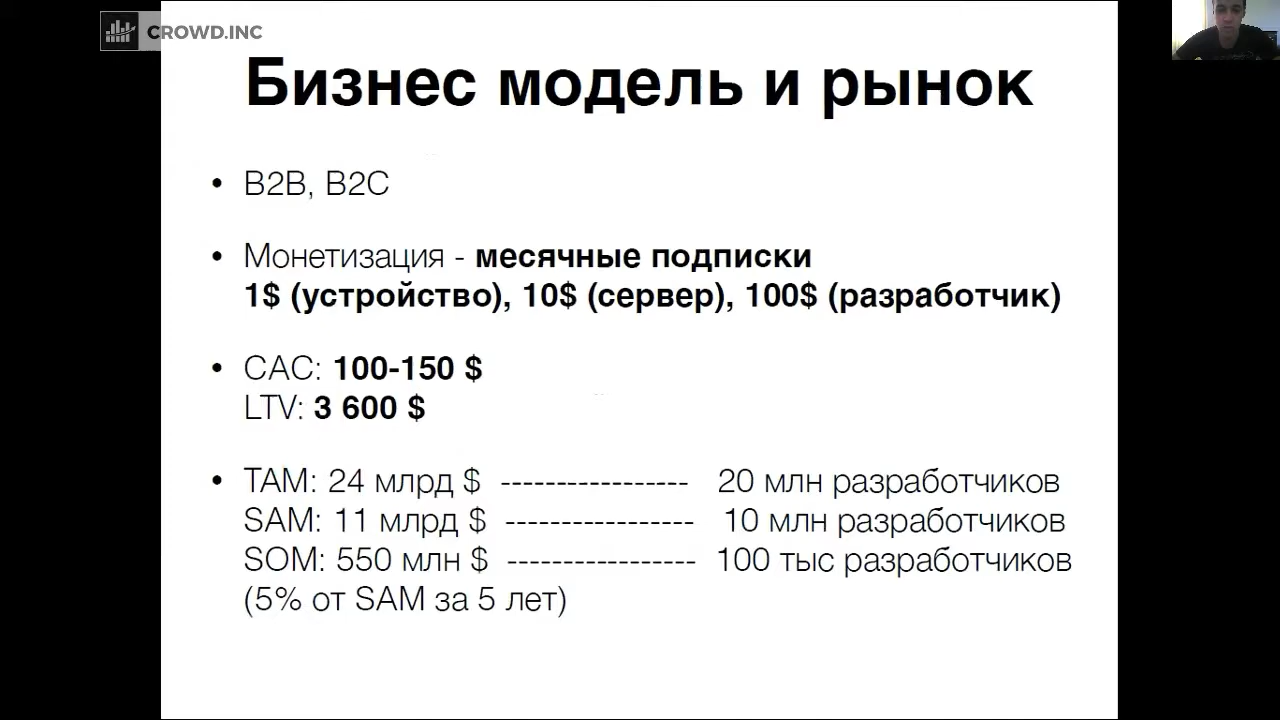 CROWD.INC
Бизнес модель и рынок
• B2B, B2C
• Монетизация - месячные подписки
1$ (устройство), 10$ (сервер), 100$ (разработчик)
• CAC: 100-150 $
LTV: 3 600 $
• TAM: 24 млрд $ ----------------- 20 млн разработчиков
SAM: 11 млрд $ ----------------- 10 млн разработчиков
SOM: 550 млн $ ----------------- 100 тыс разработчиков
(5% от SAM за 5 лет)